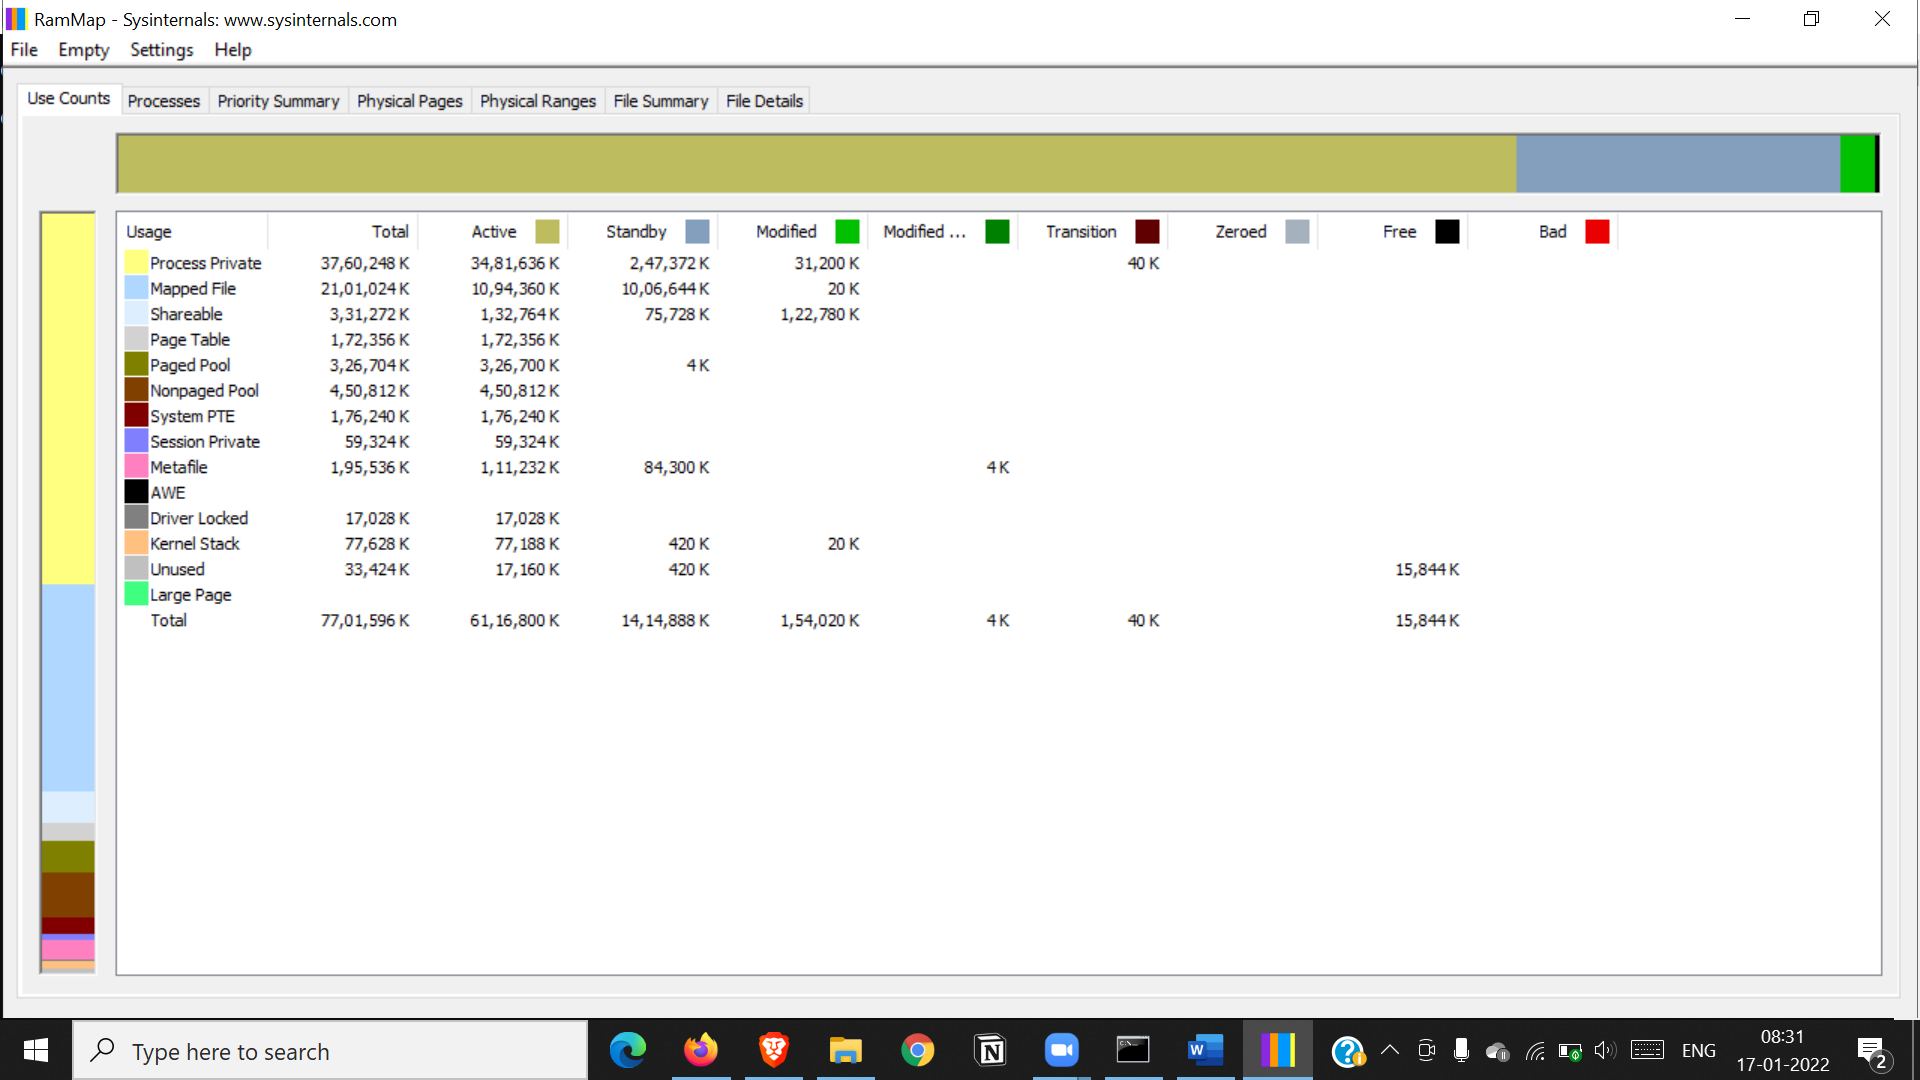 RamMap - Sysinternals: www.sysinternals.com
File Empty Settings Help
Use Counts Processes Priority Summary Physical Pages Physical Ranges File Summary File Details
Usage Total Active Standby Modified Modified ... Transition Zeroed Free Bad
Process Private 37,60,248 K 34,81,636 K 2,47,372 K 31,200 K 40 K
Mapped File 21,01,024 K 10,94,360 K 10,06,644 K 20 K
Shareable 3,31,272 K 1,32,764 K 75,728 K 1,22,780 K
Page Table 1,72,356 K 1,72,356 K
Paged Pool 3,26,704 K 3,26,700 K 4 K
Nonpaged Pool 4,50,812 K 4,50,812 K
System PTE 1,76,240 K 1,76,240 K
Session Private 59,324 K 59,324 K
Metafile 1,95,536 K 1,11,232 K 84,300 K 4 K
AWE
Driver Locked 17,028 K 17,028 K
Kernel Stack 77,628 K 77,188 K 420 K 20 K
Unused 33,424 K 17,160 K 420 K 15,844 K
Large Page
Total 77,01,596 K 61,16,800 K 14,14,888 K 1,54,020 K 4 K 40 K 15,844 K
Type here to search
ENG
08:31
17-01-2022
2